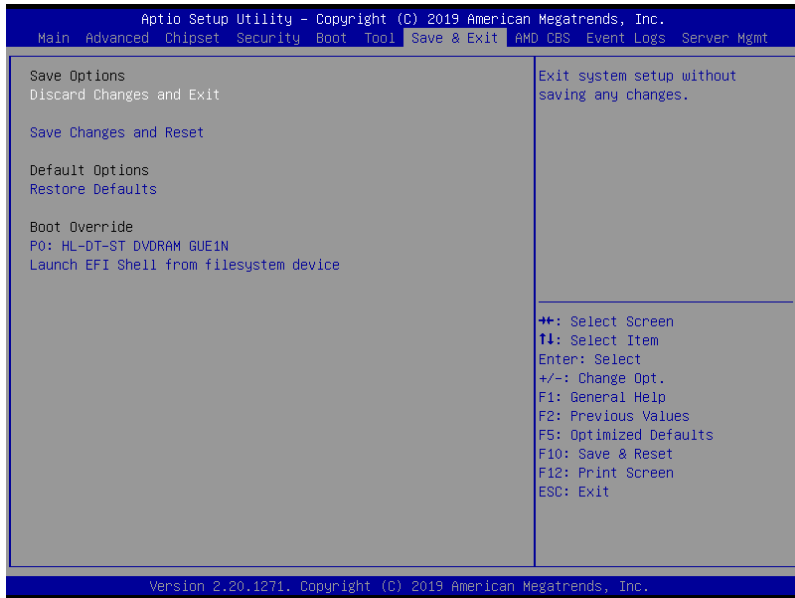 Aptio Setup Utility – Copyright (C) 2019 American Megatrends, Inc.
Main Advanced Chipset Security Boot Tool Save & Exit AMD CBS Event Logs Server Mgmt
Save Options
Discard Changes and Exit
Save Changes and Reset
Default Options
Restore Defaults
Boot Override
P0: HL-DT-ST DVDRAM GUE1N
Launch EFI Shell from filesystem device
Exit system setup without
saving any changes.
→←: Select Screen
↑↓: Select Item
Enter: Select
+/-: Change Opt.
F1: General Help
F2: Previous Values
F5: Optimized Defaults
F10: Save & Reset
F12: Print Screen
ESC: Exit
Version 2.20.1271. Copyright (C) 2019 American Megatrends, Inc.